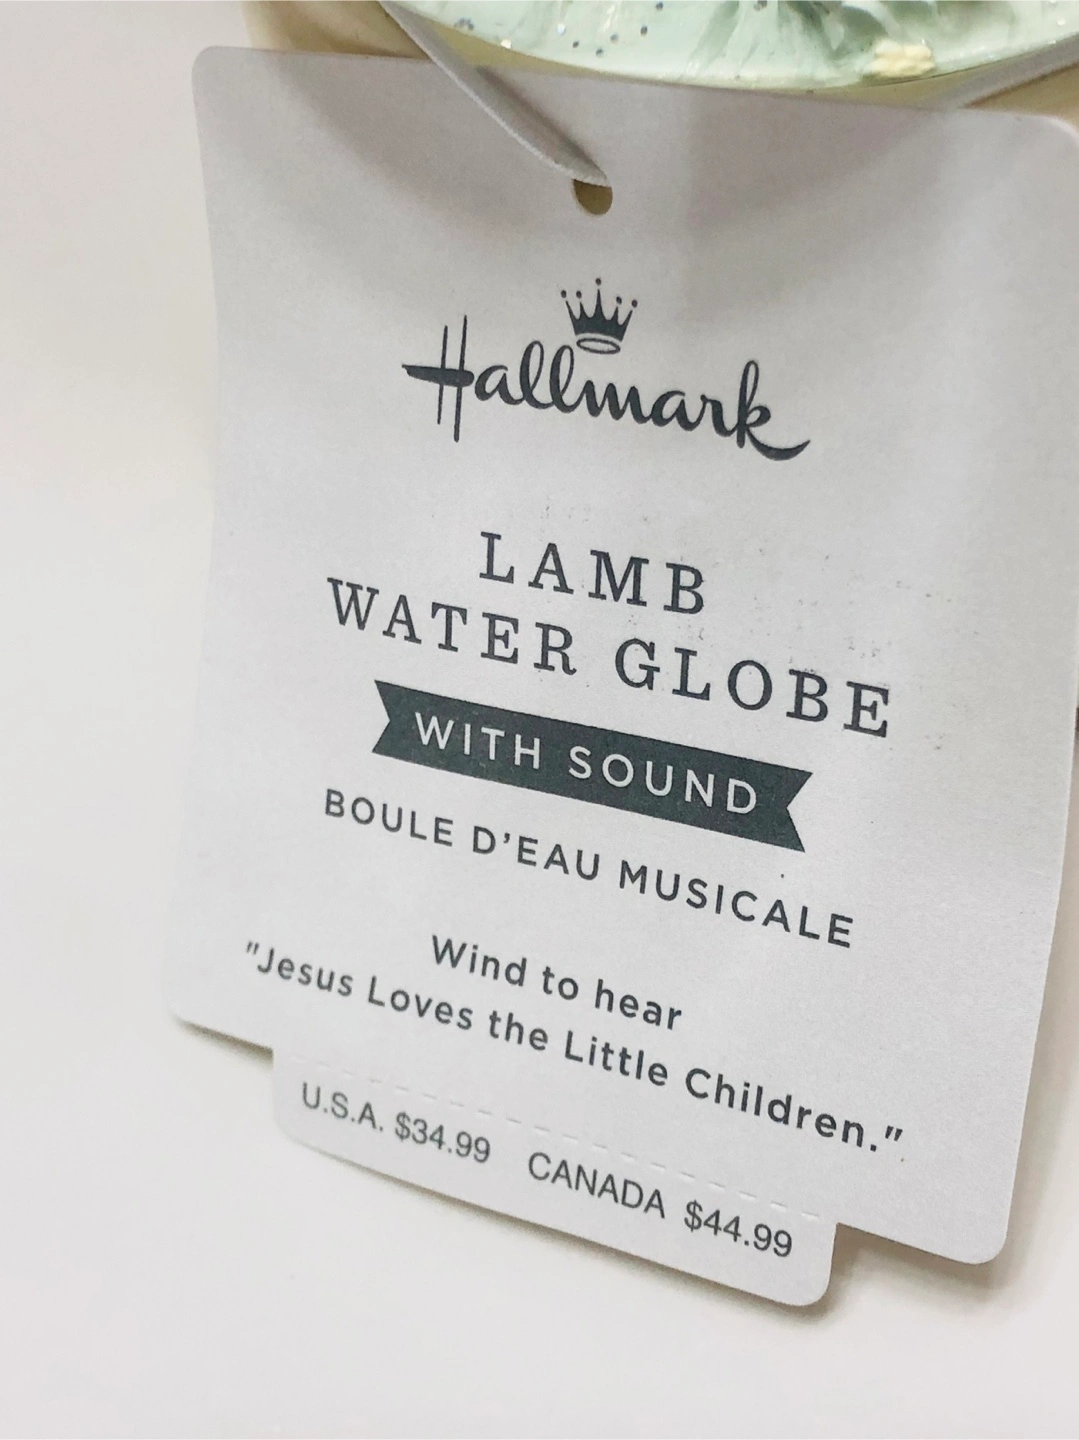 Hallmark
LAMB
WATER GLOBE
WITH SOUND
BOULE D'EAU MUSICALE
Wind to hear
"Jesus Loves the Little Children."
U.S.A. $34.99 CANADA $44.99